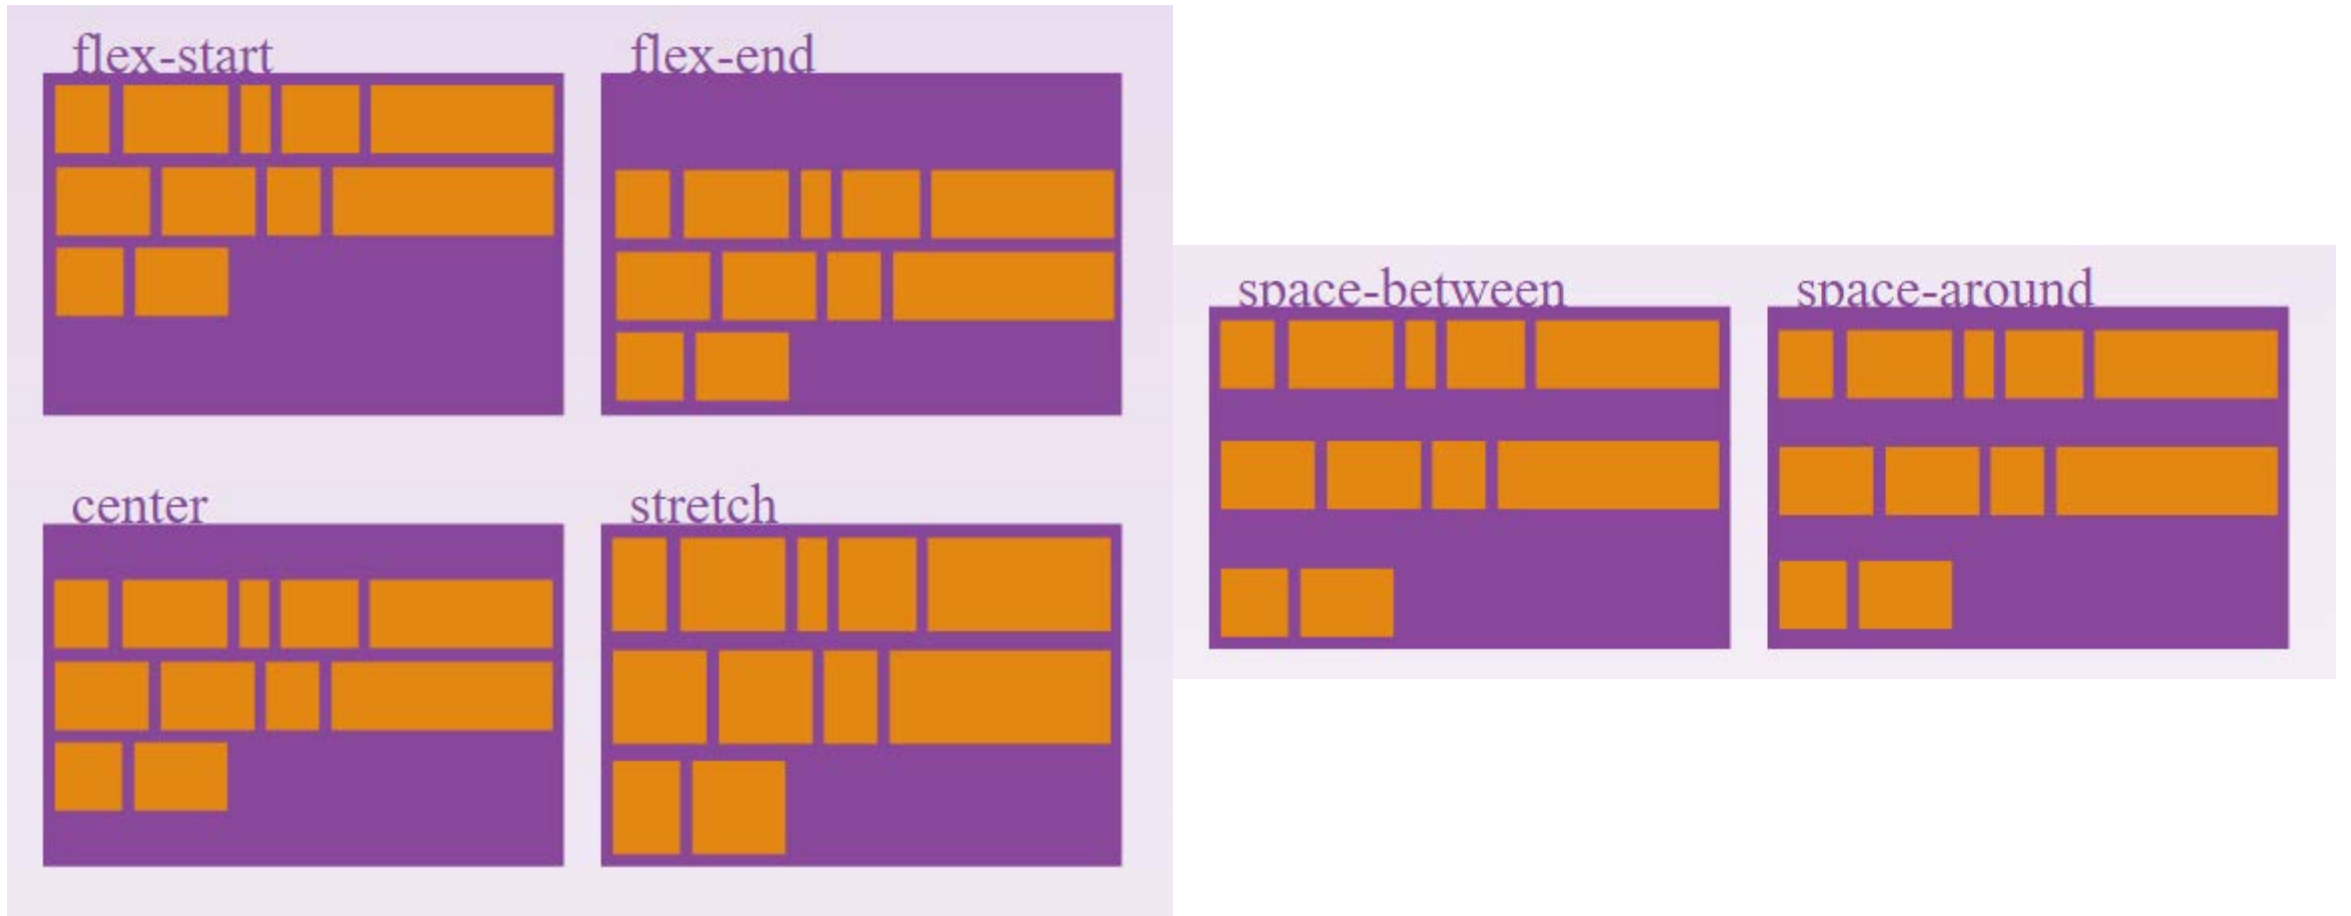 flex-start
flex-end
center
stretch
space-between
space-around